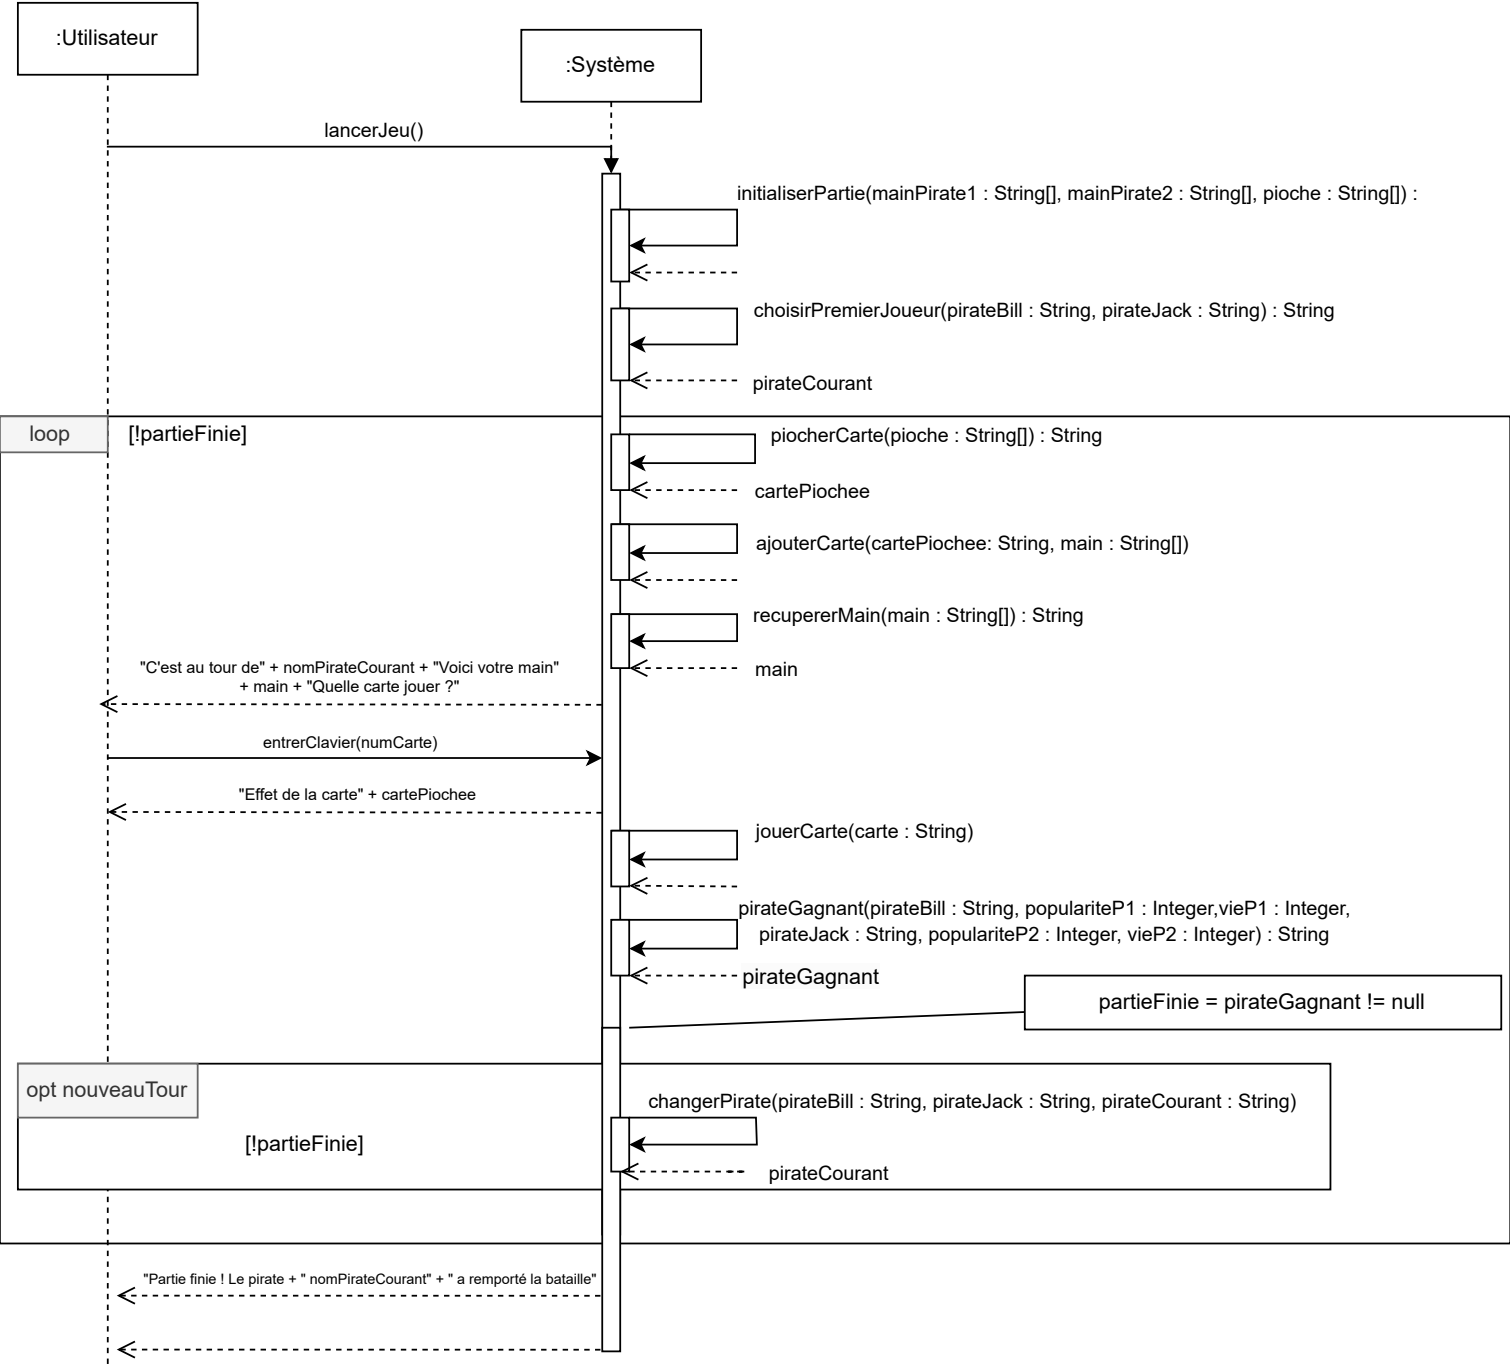 :Utilisateur
:Système
lancerJeu()
initialiserPartie(mainPirate1 : String[], mainPirate2 : String[], pioche : String[]) :
choisirPremierJoueur(pirateBill : String, pirateJack : String) : String
pirateCourant
loop
[!partieFinie]
piocherCarte(pioche : String[]) : String
cartePiochee
ajouterCarte(cartePiochee: String, main : String[])
recupererMain(main : String[]) : String
main
"C'est au tour de" + nomPirateCourant + "Voici votre main"
+ main + "Quelle carte jouer ?"
entrerClavier(numCarte)
"Effet de la carte" + cartePiochee
jouerCarte(carte : String)
pirateGagnant(pirateBill : String, populariteP1 : Integer,vieP1 : Integer,
pirateJack : String, populariteP2 : Integer, vieP2 : Integer) : String
pirateGagnant
partieFinie = pirateGagnant != null
opt nouveauTour
changerPirate(pirateBill : String, pirateJack : String, pirateCourant : String)
[!partieFinie]
pirateCourant
"Partie finie ! Le pirate + " nomPirateCourant" + " a remporté la bataille"